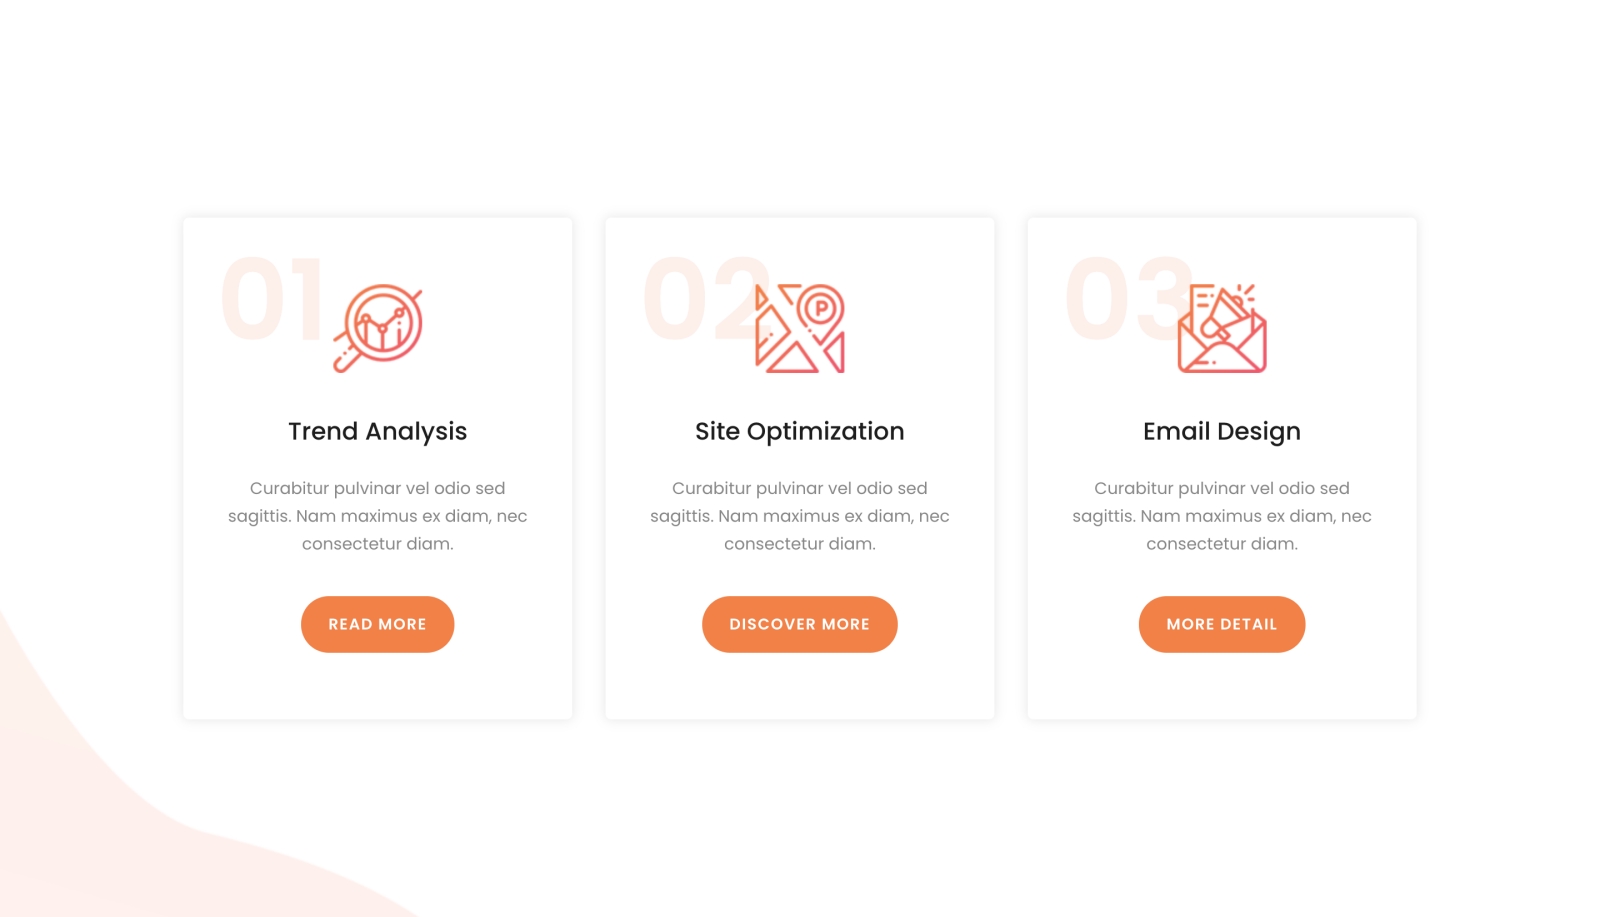 01
Trend Analysis
Curabitur pulvinar vel odio sed
sagittis. Nam maximus ex diam, nec
consectetur diam.
READ MORE
02
P
Site Optimization
Curabitur pulvinar vel odio sed
sagittis. Nam maximus ex diam, nec
consectetur diam.
DISCOVER MORE
03
Email Design
Curabitur pulvinar vel odio sed
sagittis. Nam maximus ex diam, nec
consectetur diam.
MORE DETAIL